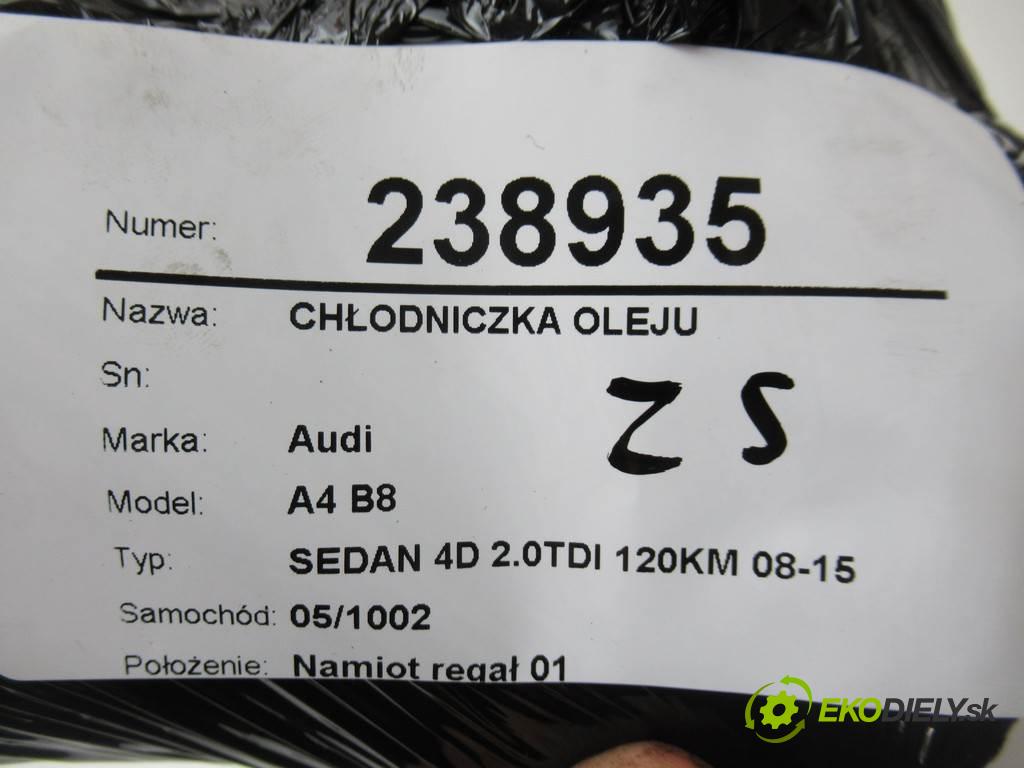 Numer: 238935
Nazwa: CHŁODNICZKA OLEJU
Sn:
ZS
Marka: Audi
Model: A4 B8
Typ: SEDAN 4D 2.0TDI 120KM 08-15
Samochód: 05/1002
Położenie: Namiot regał 01
EKODIELY.sk